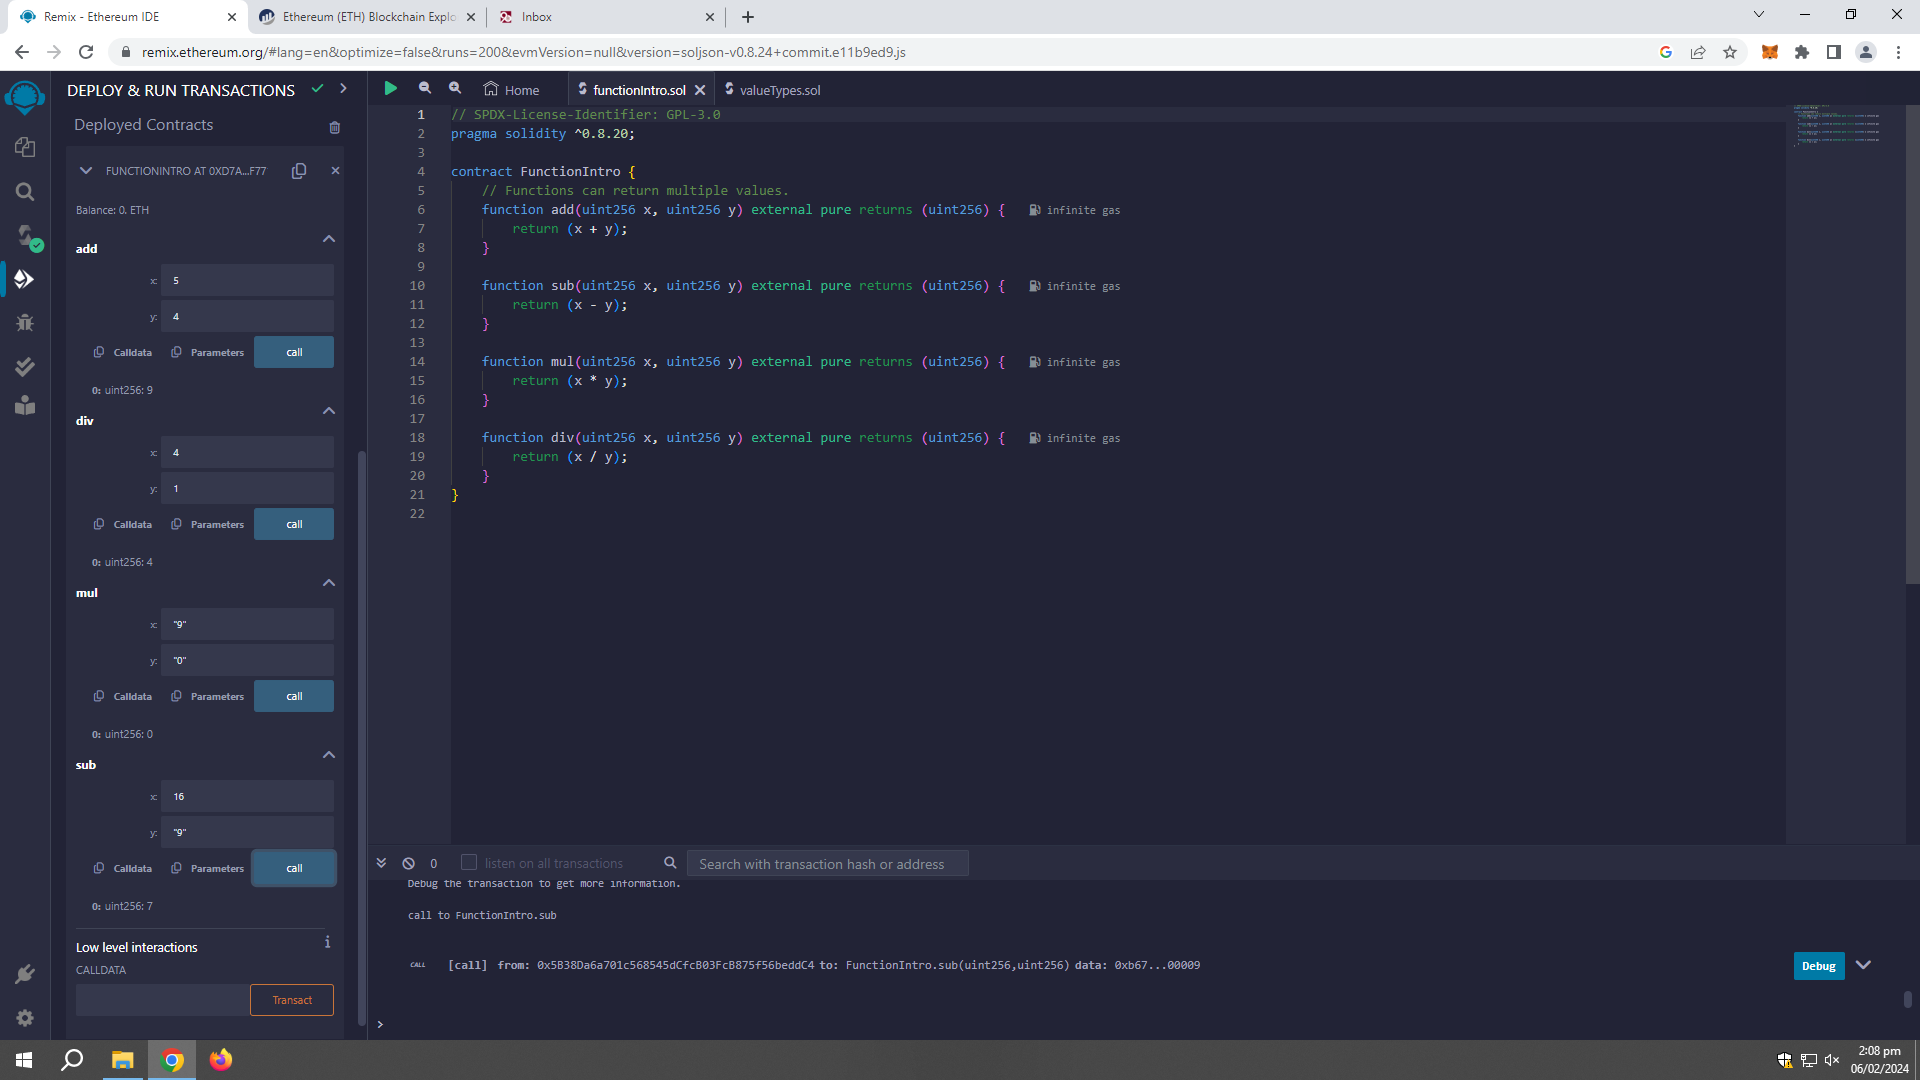 Remix - Ethereum IDE
Ethereum (ETH) Blockchain Explo
Inbox
remix.ethereum.org/#lang=en&optimize=false&runs=200&evmVersion=null&version=soljson-v0.8.24+commit.e11b9ed9.js
DEPLOY & RUN TRANSACTIONS
Deployed Contracts
FUNCTIONINTRO AT 0XD7A...F77
Balance: 0. ETH
add
x: 5
y: 4
Calldata Parameters call
0: uint256: 9
div
x: 4
y: 1
Calldata Parameters call
0: uint256: 4
mul
x: "9"
y: "0"
Calldata Parameters call
0: uint256: 0
sub
x: 16
y: "9"
Calldata Parameters call
0: uint256: 7
Low level interactions
i
CALLDATA
Transact
Home
functionIntro.sol
valueTypes.sol
1 // SPDX-License-Identifier: GPL-3.0
2 pragma solidity ^0.8.20;
3
4 contract FunctionIntro {
5 // Functions can return multiple values.
6 function add(uint256 x, uint256 y) external pure returns (uint256) { infinite gas
7 return (x + y);
8 }
9
10 function sub(uint256 x, uint256 y) external pure returns (uint256) { infinite gas
11 return (x - y);
12 }
13
14 function mul(uint256 x, uint256 y) external pure returns (uint256) { infinite gas
15 return (x * y);
16 }
17
18 function div(uint256 x, uint256 y) external pure returns (uint256) { infinite gas
19 return (x / y);
20 }
21 }
22
0 listen on all transactions Search with transaction hash or address
Debug the transaction to get more information.
call to FunctionIntro.sub
CALL [call] from: 0x5B38Da6a701c568545dCfcB03FcB875f56beddC4 to: FunctionIntro.sub(uint256,uint256) data: 0xb67...00009
Debug
>
2:08 pm
06/02/2024